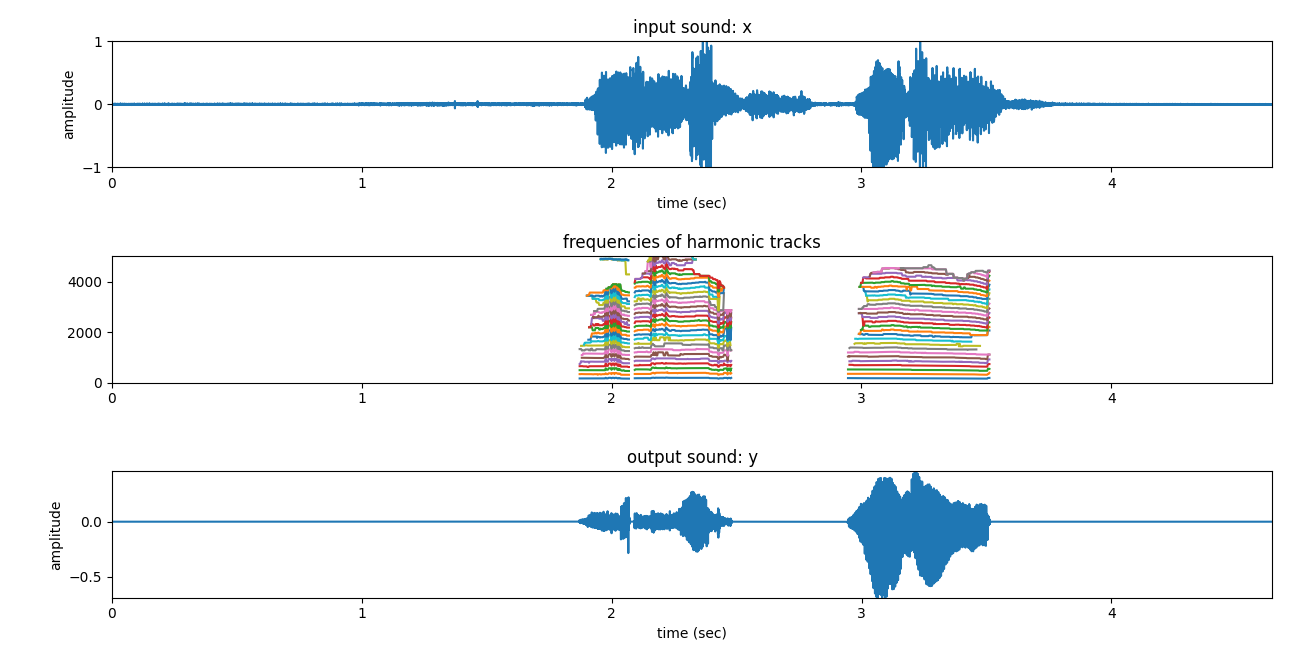 input sound: x
1
0
−1
amplitude
0 1 2 3 4
time (sec)
frequencies of harmonic tracks
4000
2000
0
0 1 2 3 4
output sound: y
0.0
−0.5
amplitude
0 1 2 3 4
time (sec)